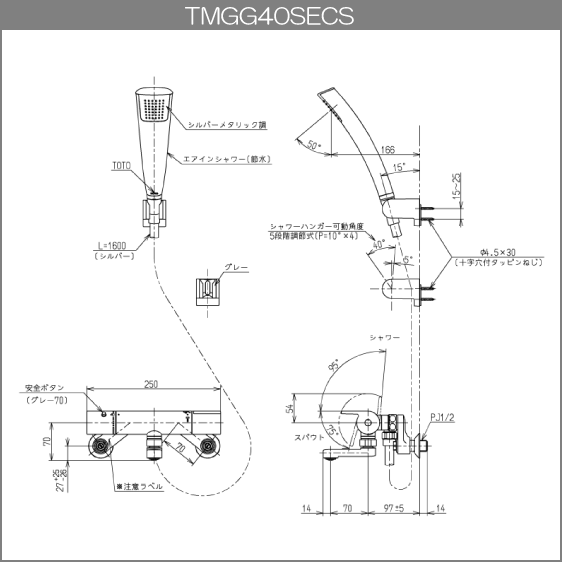 TMGG40SECS
シルバーメタリック調
エアインシャワー(節水)
TOTO
L=1600
(シルバー)
グレー
50°
166
15°
15~25
シャワーハンガー可動角度
5段階調節式(P=10°×4)
40°
5°
Φ4.5×30
(十字穴付タッピンねじ)
シャワー
95°
安全ボタン
(グレー70)
250
54
75°
スパウト
PJ1/2
70
27 +26 -26
70
※注意ラベル
14
70
97±5
14